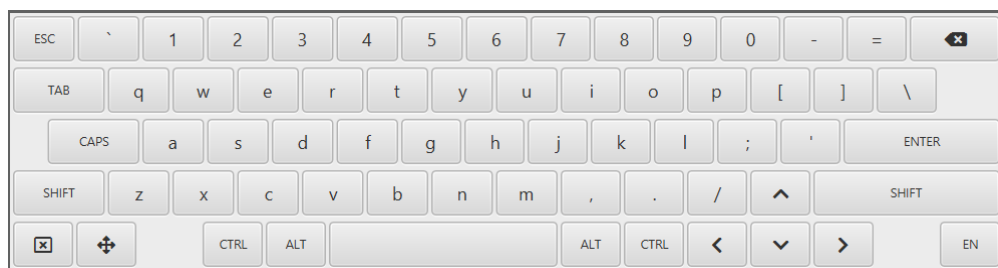 ESC ` 1 2 3 4 5 6 7 8 9 0 - =
TAB q w e r t y u i o p [ ] \
CAPS a s d f g h j k l ; ' ENTER
SHIFT z x c v b n m , . / SHIFT
CTRL ALT ALT CTRL EN